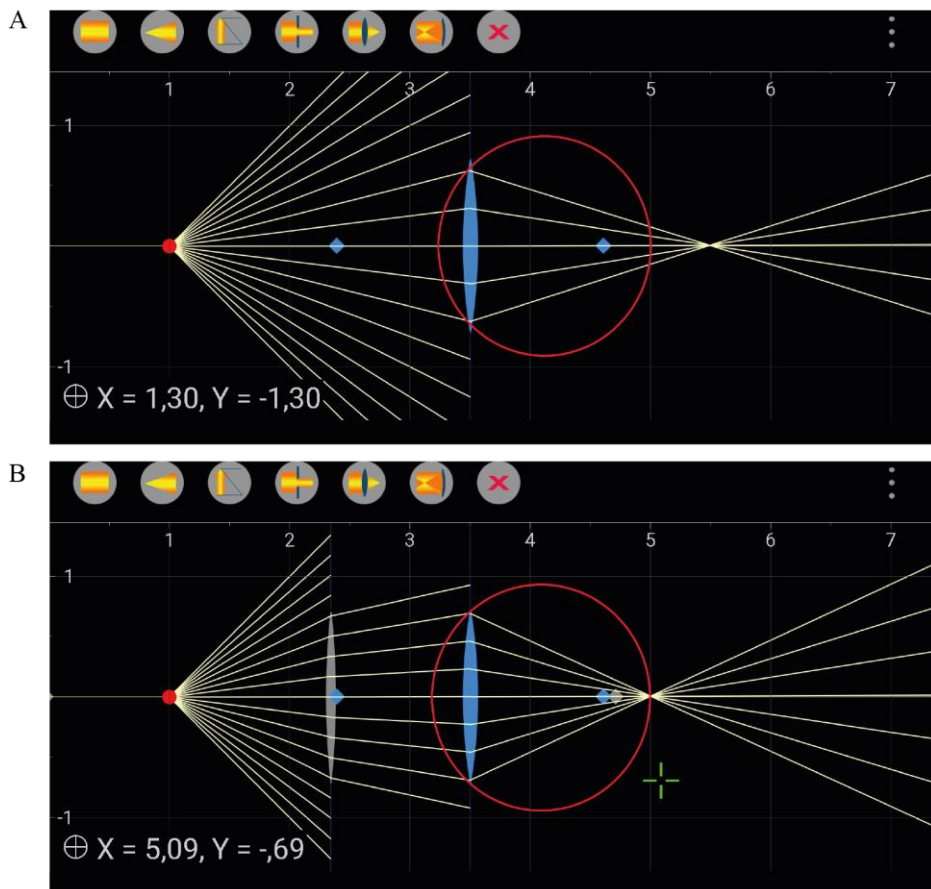 A
1 2 3 4 5 6 7
1
-1
X = 1,30, Y = -1,30
B
1 2 3 4 5 6 7
1
-1
X = 5,09, Y = -,69